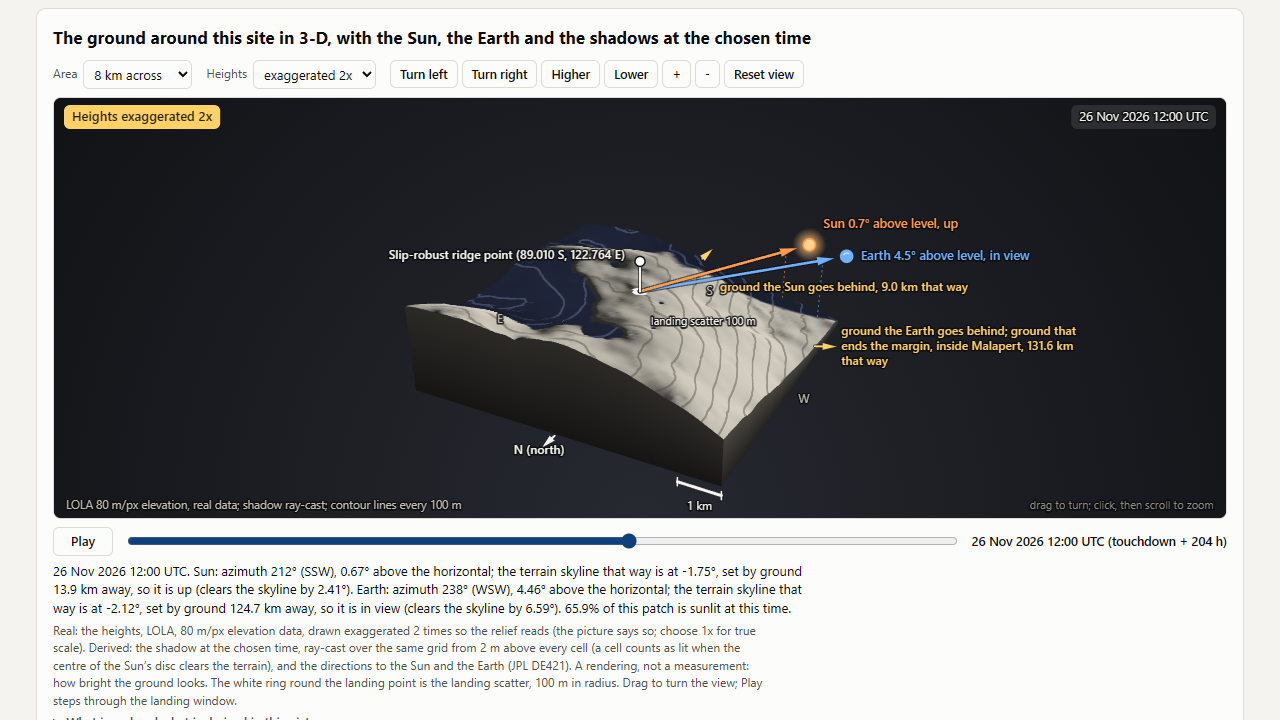 The ground around this site in 3-D, with the Sun, the Earth and the shadows at the chosen time
Area 8 km across Heights exaggerated 2x Turn left Turn right Higher Lower + - Reset view
Heights exaggerated 2x
26 Nov 2026 12:00 UTC
Sun 0.7° above level, up
Slip-robust ridge point (89.010 S, 122.764 E)
Earth 4.5° above level, in view
S
ground the Sun goes behind, 9.0 km that way
E
landing scatter 100 m
ground the Earth goes behind; ground that
ends the margin, inside Malapert, 131.6 km
that way
W
N (north)
1 km
LOLA 80 m/px elevation, real data; shadow ray-cast; contour lines every 100 m
drag to turn; click, then scroll to zoom
Play
26 Nov 2026 12:00 UTC (touchdown + 204 h)
26 Nov 2026 12:00 UTC. Sun: azimuth 212° (SSW), 0.67° above the horizontal; the terrain skyline that way is at -1.75°, set by ground
13.9 km away, so it is up (clears the skyline by 2.41°). Earth: azimuth 238° (WSW), 4.46° above the horizontal; the terrain skyline that
way is at -2.12°, set by ground 124.7 km away, so it is in view (clears the skyline by 6.59°). 65.9% of this patch is sunlit at this time.
Real: the heights, LOLA, 80 m/px elevation data, drawn exaggerated 2 times so the relief reads (the picture says so; choose 1x for true
scale). Derived: the shadow at the chosen time, ray-cast over the same grid from 2 m above every cell (a cell counts as lit when the
centre of the Sun's disc clears the terrain), and the directions to the Sun and the Earth (JPL DE421). A rendering, not a measurement:
how bright the ground looks. The white ring round the landing point is the landing scatter, 100 m in radius. Drag to turn the view; Play
steps through the landing window.